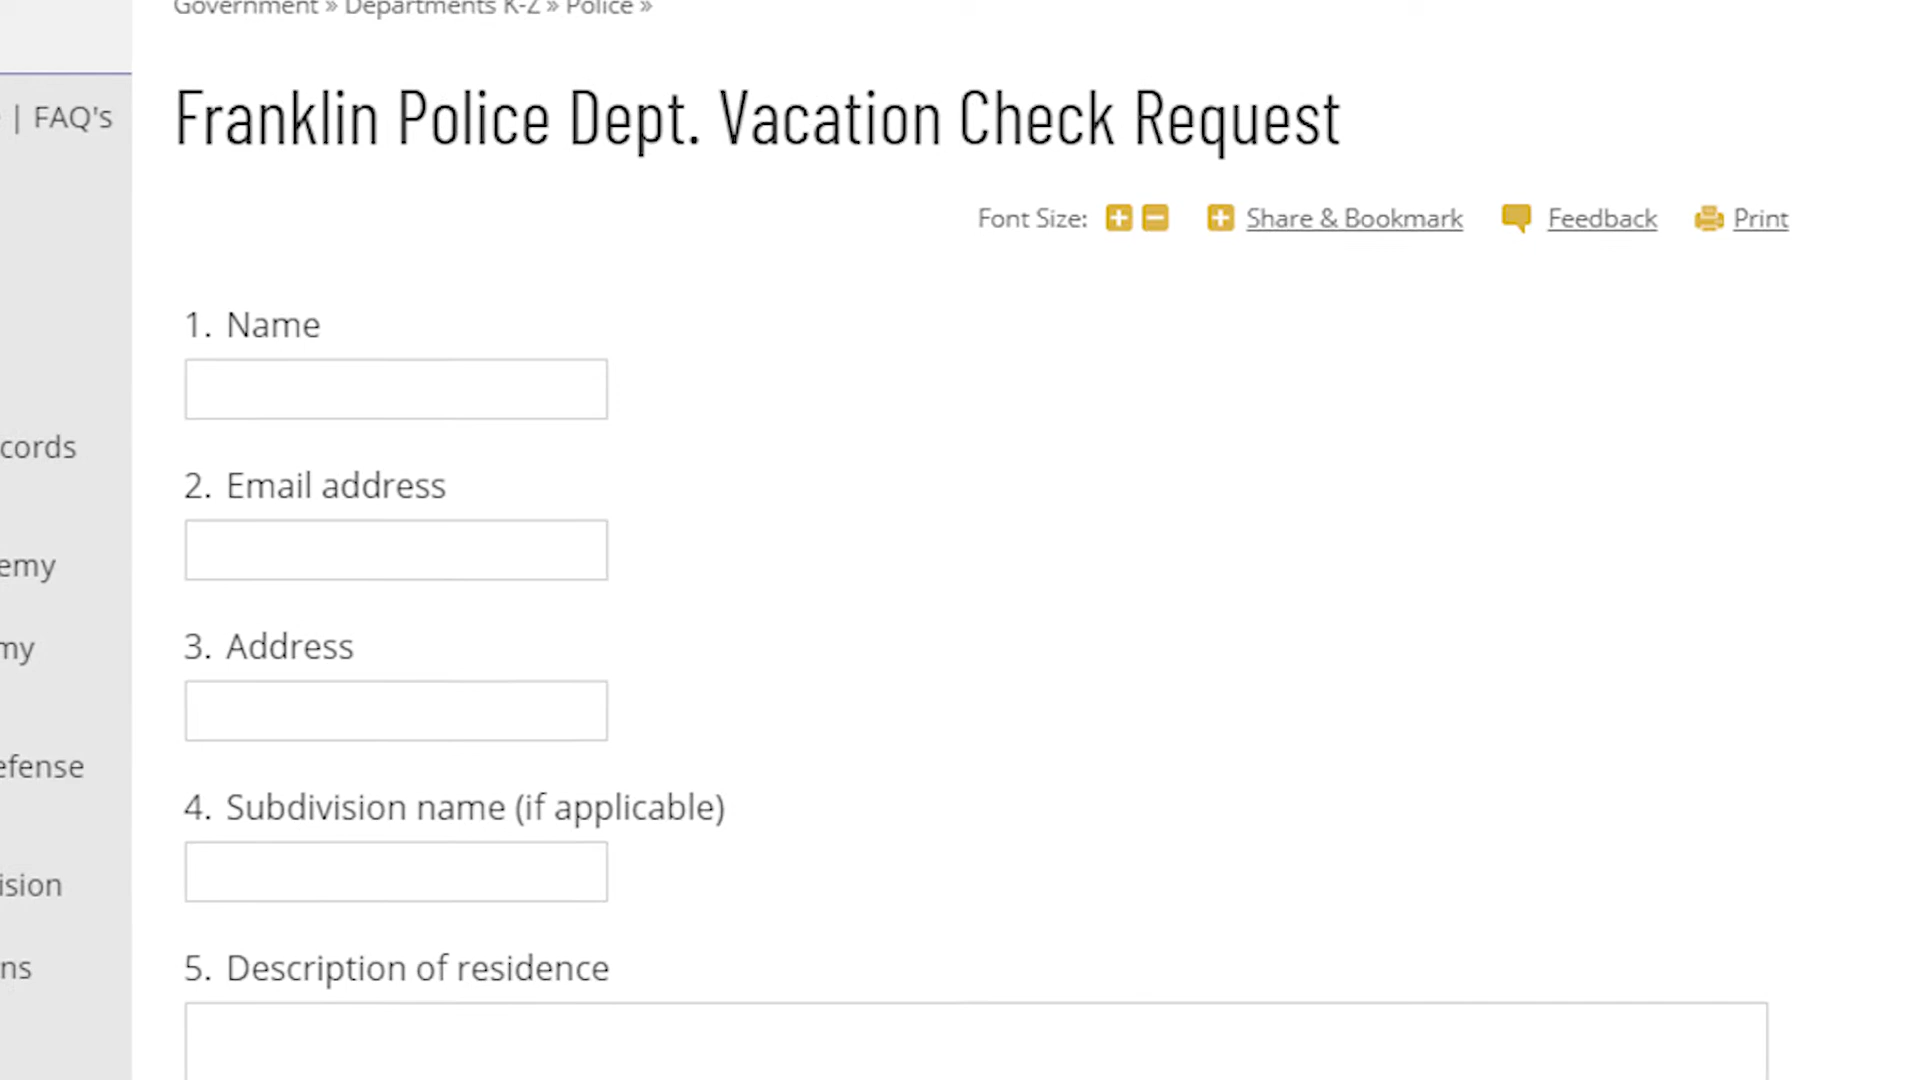 Government » Departments K-Z » Police »
| FAQ's
Franklin Police Dept. Vacation Check Request
Font Size: Share & Bookmark Feedback Print
1. Name
cords
2. Email address
emy
3. Address
my
efense
4. Subdivision name (if applicable)
ision
5. Description of residence
ns